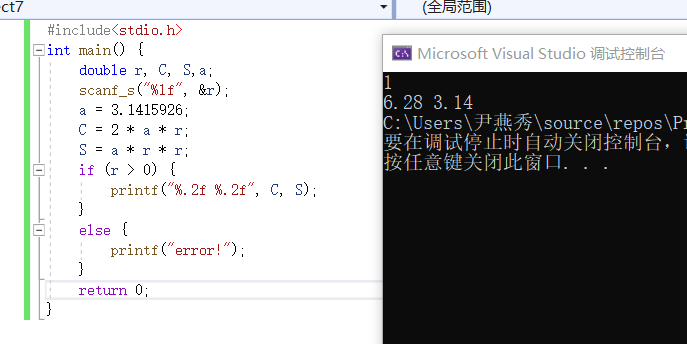 ect7
(全局范围)
#include<stdio.h>
int main() {
double r, C, S,a;
scanf_s("%lf", &r);
a = 3.1415926;
C = 2 * a * r;
S = a * r * r;
if (r > 0) {
printf("%.2f %.2f", C, S);
}
else {
printf("error!");
}
return 0;
}
Microsoft Visual Studio 调试控制台
1
6.28 3.14
C:\Users\尹燕秀\source\repos\Pr
要在调试停止时自动关闭控制台，
按任意键关闭此窗口. . .